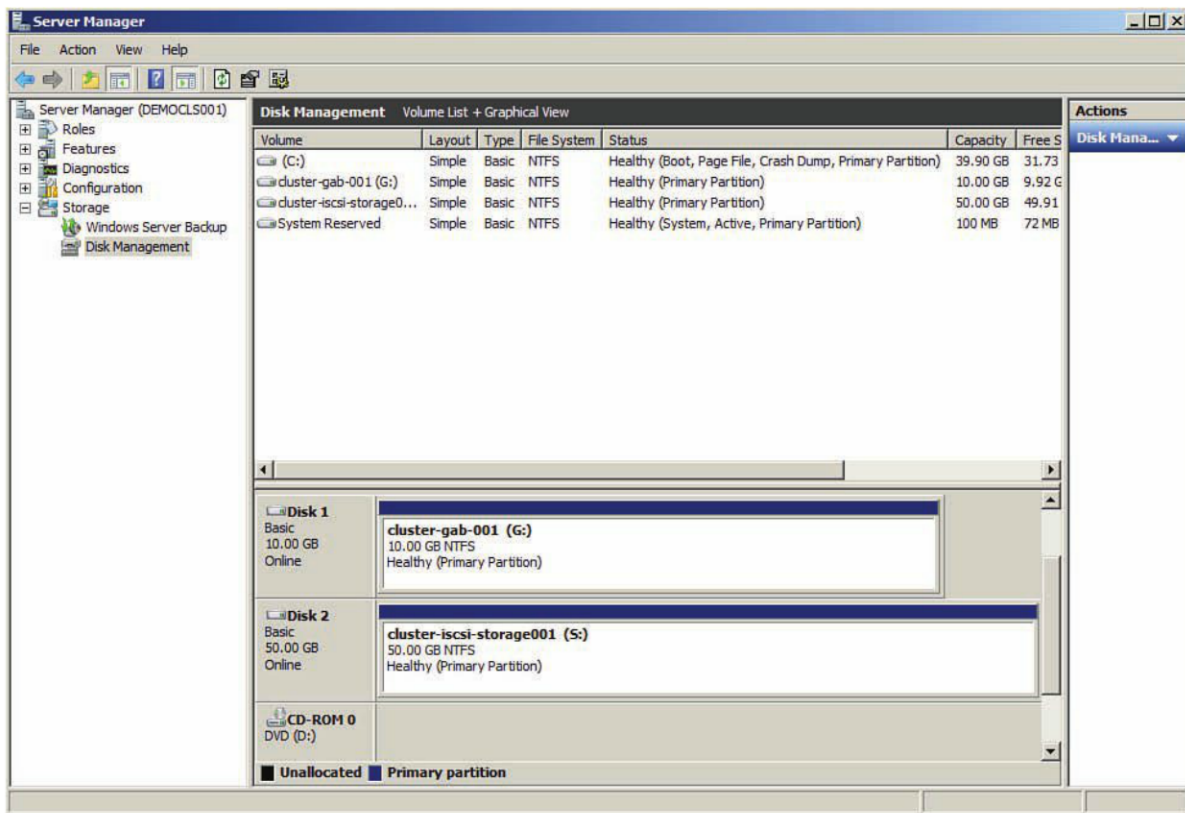 Server Manager
File Action View Help
Server Manager (DEMOCLS001)
Roles
Features
Diagnostics
Configuration
Storage
Windows Server Backup
Disk Management
Disk Management Volume List + Graphical View
Volume Layout Type File System Status Capacity Free S
(C:) Simple Basic NTFS Healthy (Boot, Page File, Crash Dump, Primary Partition) 39.90 GB 31.73
cluster-gab-001 (G:) Simple Basic NTFS Healthy (Primary Partition) 10.00 GB 9.92 G
cluster-iscsi-storage0... Simple Basic NTFS Healthy (Primary Partition) 50.00 GB 49.91
System Reserved Simple Basic NTFS Healthy (System, Active, Primary Partition) 100 MB 72 MB
Disk 1
Basic
10.00 GB
Online
cluster-gab-001 (G:)
10.00 GB NTFS
Healthy (Primary Partition)
Disk 2
Basic
50.00 GB
Online
cluster-iscsi-storage001 (S:)
50.00 GB NTFS
Healthy (Primary Partition)
CD-ROM 0
DVD (D:)
Unallocated Primary partition
Actions
Disk Mana...